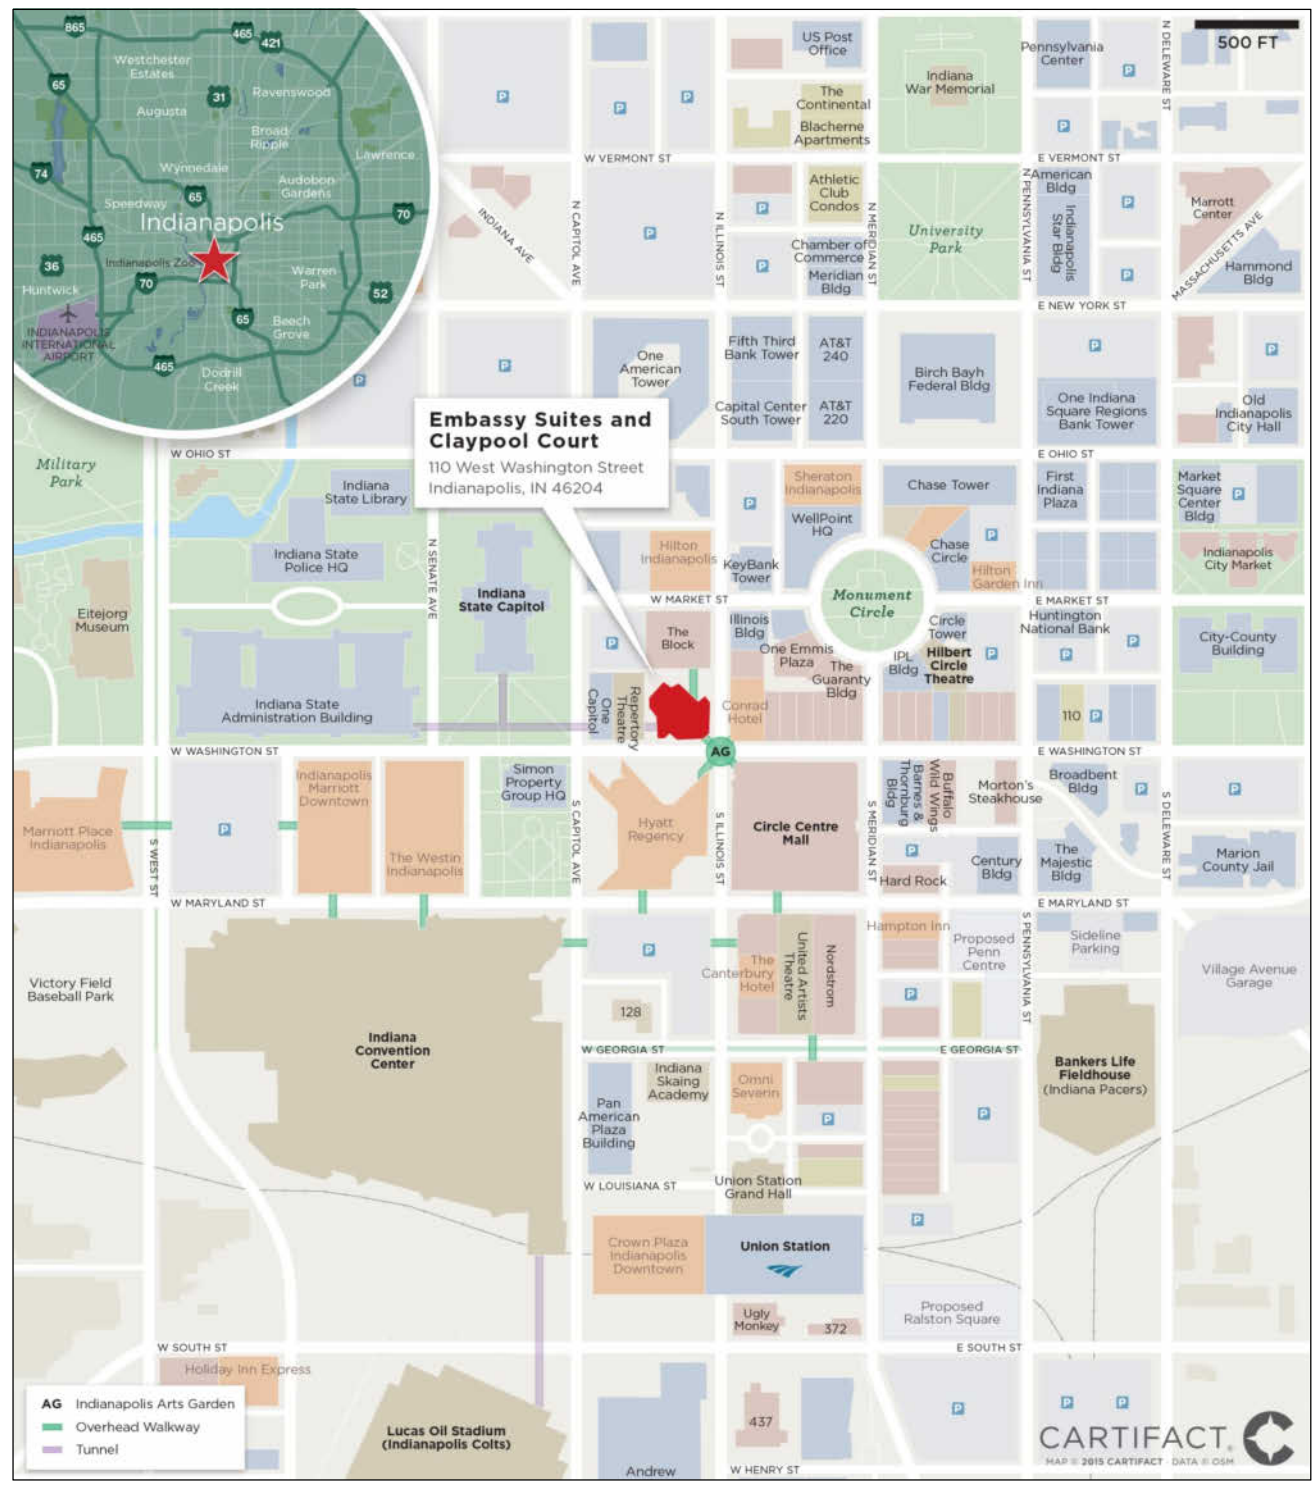 865
465
421
Westchester
Estates
65
31
Ravenswood
Augusta
Broad
Ripple
Lawrence
Wynnedale
74
Audobon
Gardens
65
Speedway
70
Indianapolis
465
Indianapolis Zoo
36
Warren
Park
70
Huntwick
52
65
Beech
Grove
INDIANAPOLIS
INTERNATIONAL
AIRPORT
465
Dodrill
Creek
500 FT
N DELEWARE ST
US Post
Office
Pennsylvania
Center
P
Indiana
War Memorial
P
P
P
The
Continental
P
Blacherne
Apartments
W VERMONT ST
E VERMONT ST
INDIANA AVE
N CAPITOL AVE
N ILLINOIS ST
N MERIDIAN ST
N PENNSYLVANIA ST
American
Bldg
Athletic
Club
Condos
P
P
P
Indianapolis
Star Bldg
Marrott
Center
MASSACHUSETTS AVE
University
Park
Chamber of
Commerce
Meridian
Bldg
P
P
Hammond
Bldg
E NEW YORK ST
One
American
Tower
Fifth Third
Bank Tower
AT&T
240
P
P
P
P
Birch Bayh
Federal Bldg
Capital Center
South Tower
AT&T
220
One Indiana
Square Regions
Bank Tower
Old
Indianapolis
City Hall
Embassy Suites and
Claypool Court
110 West Washington Street
Indianapolis, IN 46204
W OHIO ST
E OHIO ST
Military
Park
Indiana
State Library
Sheraton
Indianapolis
Chase Tower
First
Indiana
Plaza
Market
Square
Center
Bldg
P
P
WellPoint
HQ
P
Indiana State
Police HQ
N SENATE AVE
Hilton
Indianapolis
KeyBank
Tower
Chase
Circle
Hilton
Garden Inn
Indianapolis
City Market
Indiana
State Capitol
W MARKET ST
Monument
Circle
E MARKET ST
Eitejorg
Museum
P
The
Block
Illinois
Bldg
Circle
Tower
Huntington
National Bank
P
City-County
Building
One Emmis
Plaza
The
Guaranty
Bldg
IPL
Bldg
Hilbert
Circle
Theatre
P
P
Indiana State
Administration Building
One
Capitol
Repertory
Theatre
Conrad
Hotel
110
P
AG
W WASHINGTON ST
E WASHINGTON ST
Indianapolis
Marriott
Downtown
Simon
Property
Group HQ
Barnes &
Thornburg
Bldg
Buffalo
Wild Wings
Morton's
Steakhouse
Broadbent
Bldg
P
P
Marriott Place
Indianapolis
P
S WEST ST
The Westin
Indianapolis
S CAPITOL AVE
Hyatt
Regency
S ILLINOIS ST
Circle Centre
Mall
S MERIDIAN ST
P
Century
Bldg
The
Majestic
Bldg
S DELEWARE ST
Marion
County Jail
Hard Rock
W MARYLAND ST
E MARYLAND ST
Hampton Inn
S PENNSYLVANIA ST
Proposed
Penn
Centre
Sideline
Parking
P
The
Canterbury
Hotel
United Artists
Theatre
Nordstrom
Village Avenue
Garage
Victory Field
Baseball Park
P
128
Indiana
Convention
Center
W GEORGIA ST
E GEORGIA ST
Indiana
Skaing
Academy
Omni
Severin
Bankers Life
Fieldhouse
(Indiana Pacers)
Pan
American
Plaza
Building
P
P
W LOUISIANA ST
Union Station
Grand Hall
P
Crown Plaza
Indianapolis
Downtown
Union Station
Proposed
Ralston Square
Ugly
Monkey
372
W SOUTH ST
E SOUTH ST
Holiday Inn Express
AG Indianapolis Arts Garden
Overhead Walkway
Tunnel
Lucas Oil Stadium
(Indianapolis Colts)
437
P
P
P
Andrew
W HENRY ST
CARTIFACT.
MAP © 2015 CARTIFACT · DATA © OSM